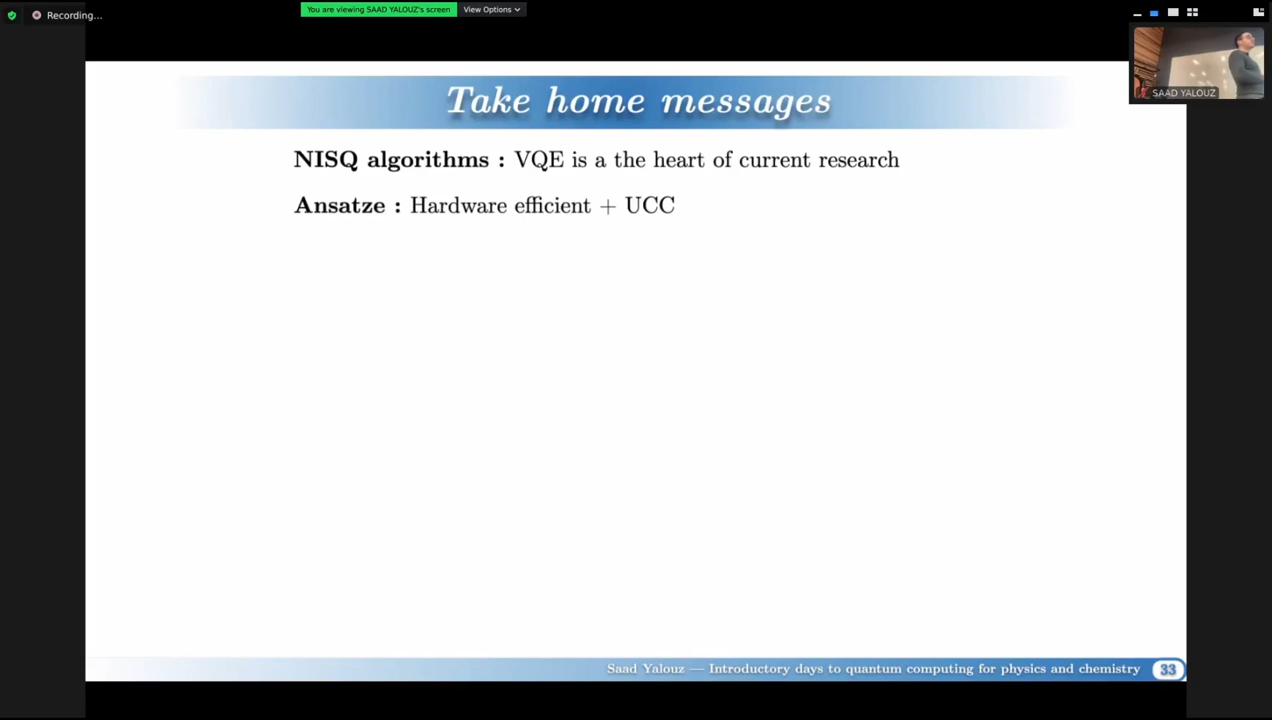 Recording...
You are viewing SAAD YALOUZ's screen
View Options
SAAD YALOUZ
Take home messages
NISQ algorithms : VQE is a the heart of current research
Ansatze : Hardware efficient + UCC
Saad Yalouz — Introductory days to quantum computing for physics and chemistry
33